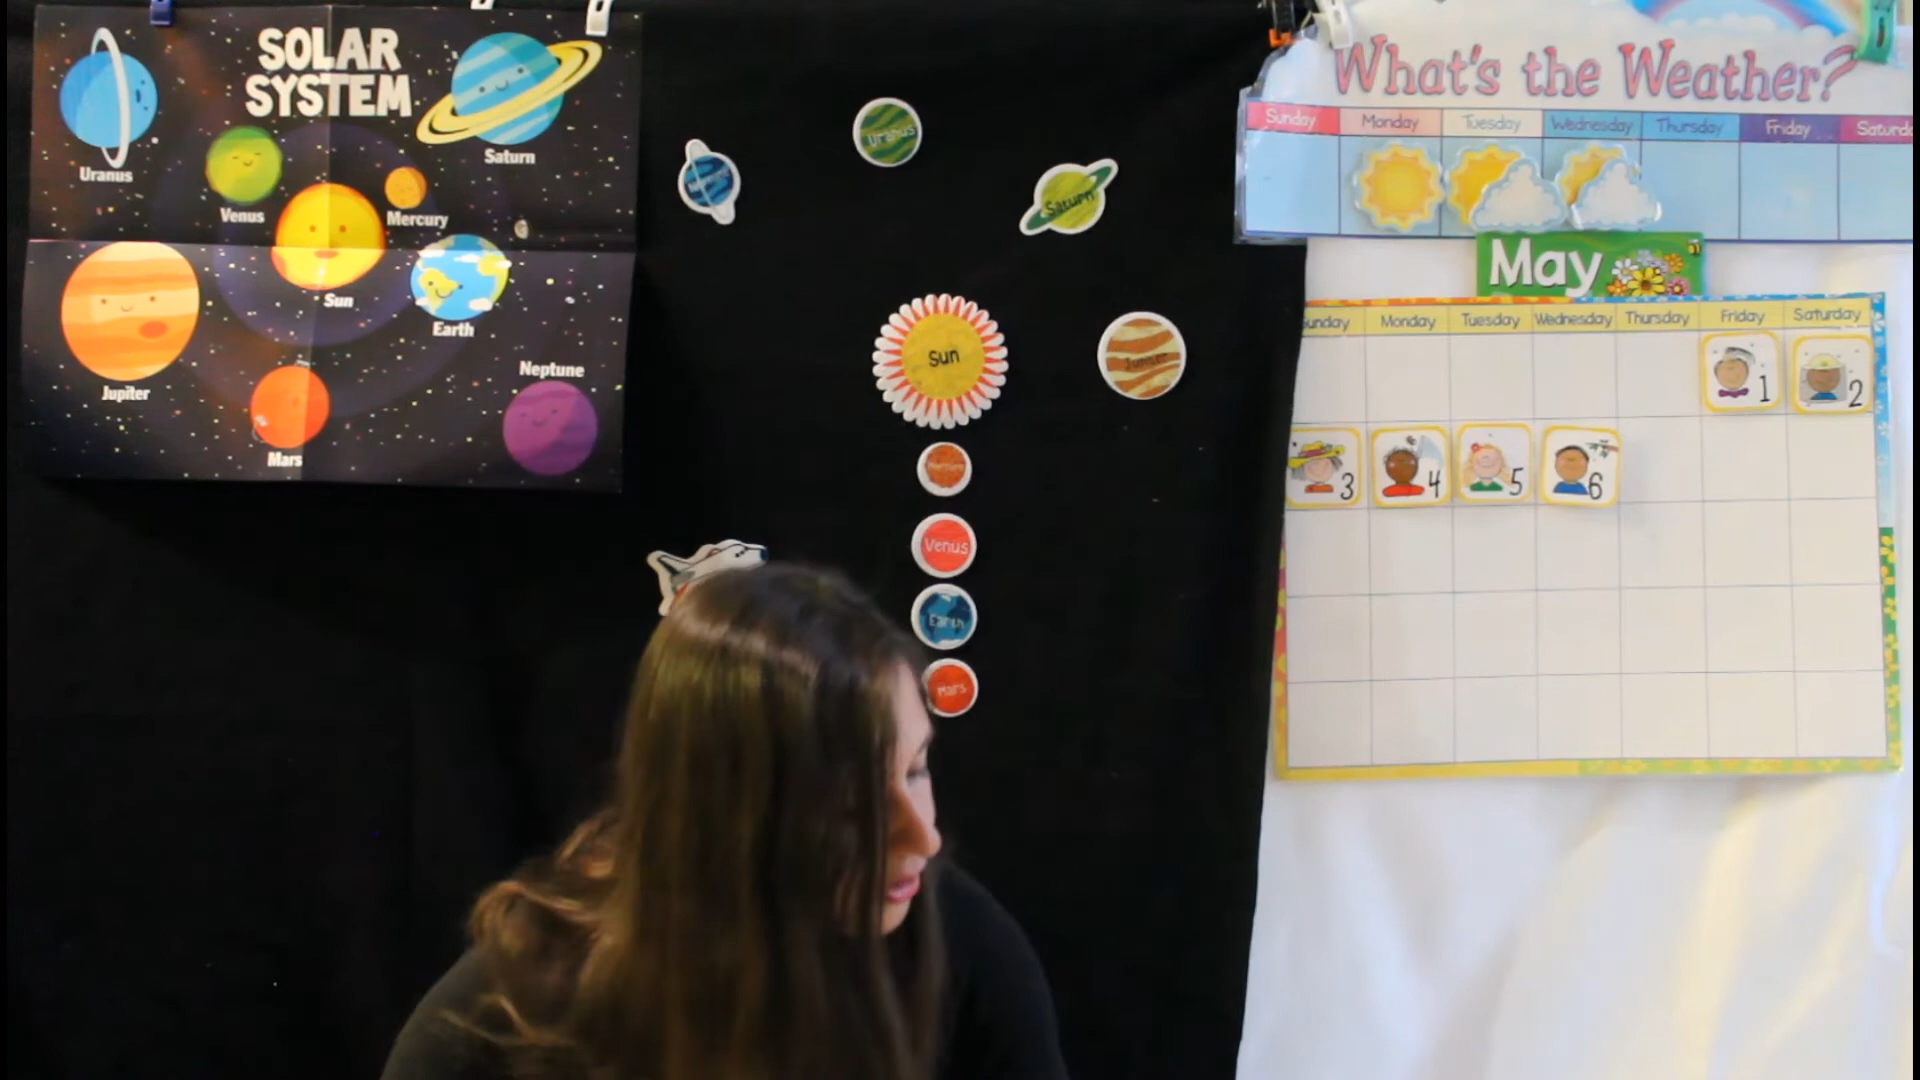 SOLAR
SYSTEM
Uranus
Saturn
Venus
Mercury
Sun
Earth
Jupiter
Neptune
Mars
Uranus
Saturn
Sun
Jupiter
Venus
Earth
Mars
What's the Weather?
Sunday Monday Tuesday Wednesday Thursday Friday
May
Monday Tuesday Wednesday Thursday Friday Saturday
1 2
3 4 5 6